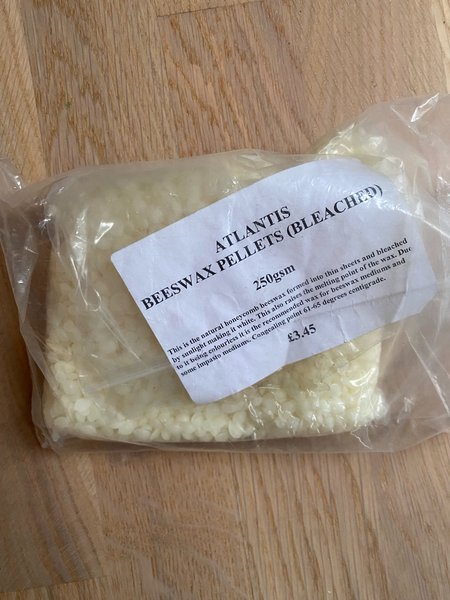 ATLANTIS
BEESWAX PELLETS (BLEACHED)
250gsm
This is the natural honeycomb beeswax formed into thin sheets and bleached
by sunlight making it white. This also raises the melting point of the wax. Due
to it being colourless it is the recommended wax for beeswax mediums and
some impasto mediums. Congealing point 61-65 degrees centigrade.
£3.45